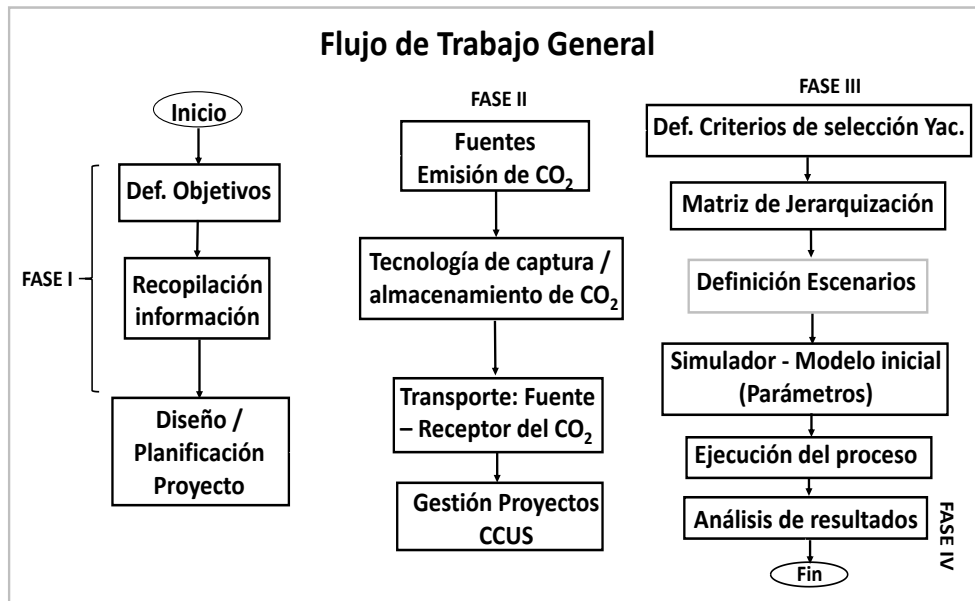 Flujo de Trabajo General
Inicio
FASE I
Def. Objetivos
Recopilación
información
Diseño /
Planificación
Proyecto
FASE II
Fuentes
Emisión de CO₂
Tecnología de captura /
almacenamiento de CO₂
Transporte: Fuente
– Receptor del CO₂
Gestión Proyectos
CCUS
FASE III
Def. Criterios de selección Yac.
Matriz de Jerarquización
Definición Escenarios
Simulador - Modelo inicial
(Parámetros)
Ejecución del proceso
Análisis de resultados
FASE IV
Fin